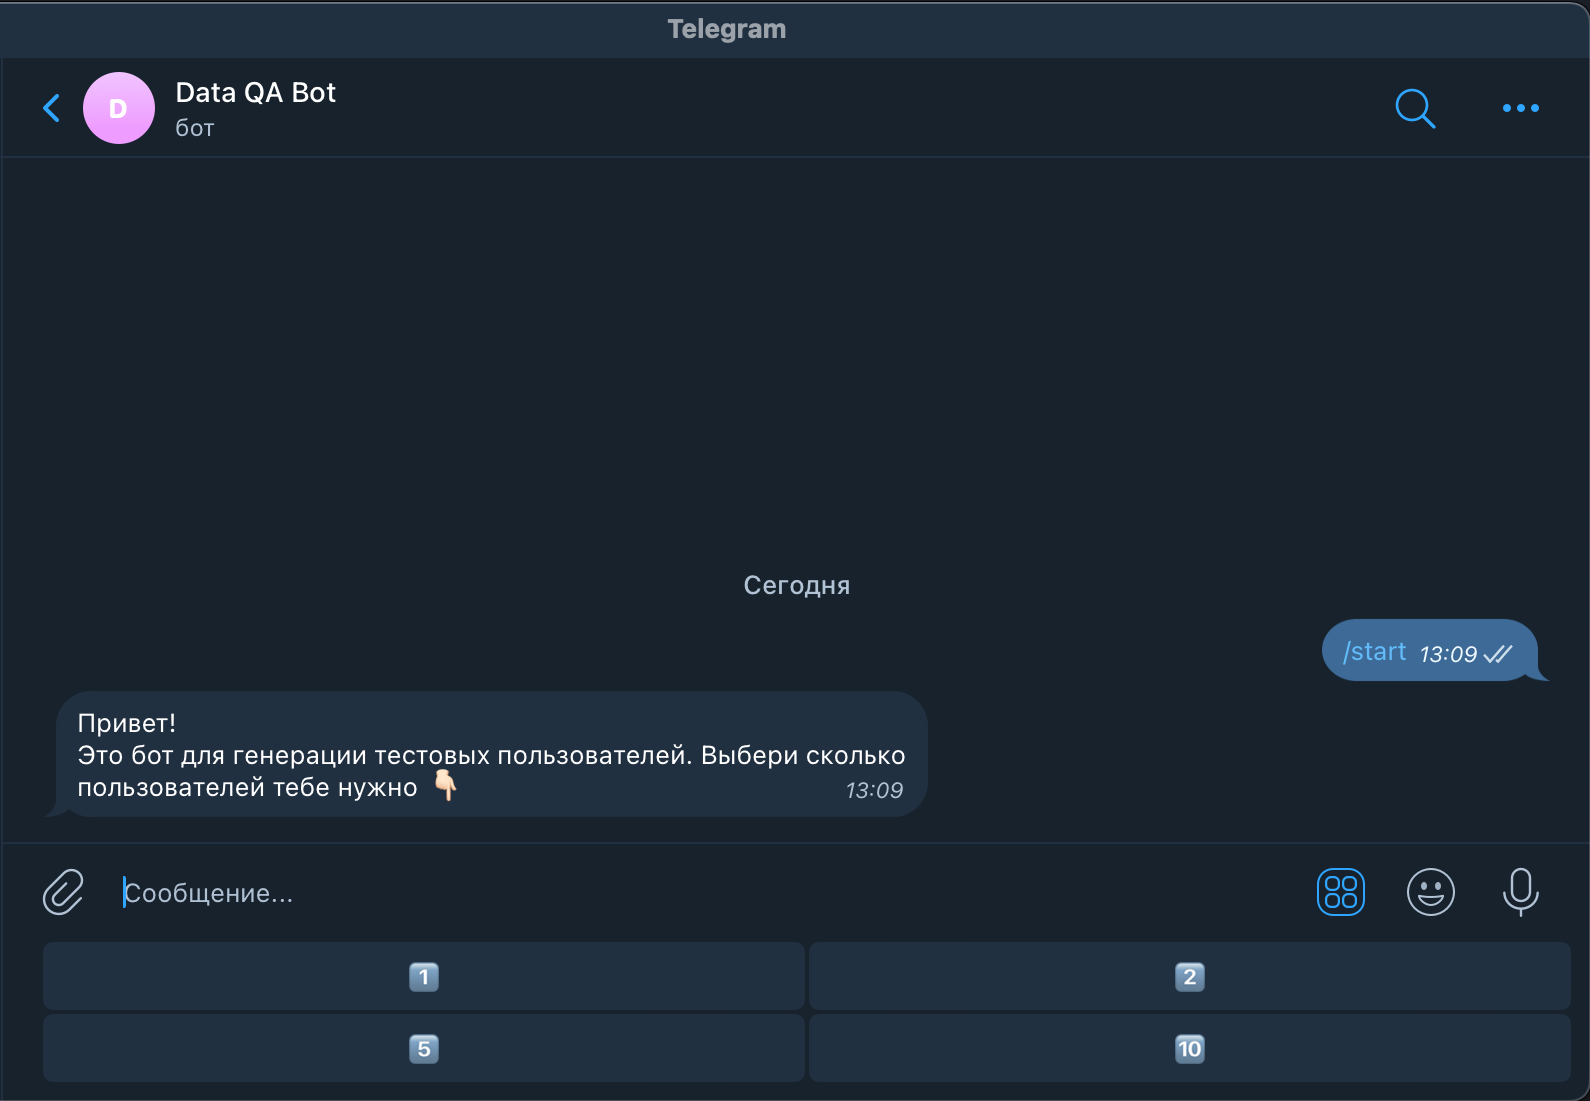 Telegram
D
Data QA Bot
бот
Сегодня
/start 13:09
Привет!
Это бот для генерации тестовых пользователей. Выбери сколько
пользователей тебе нужно 👇🏻 13:09
Сообщение...
1️⃣ 2️⃣
5️⃣ 🔟